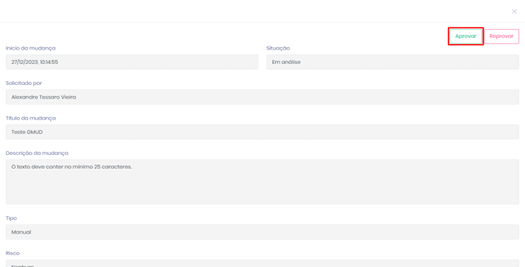 Aprovar Reprovar
Início da mudança Situação
27/12/2023, 10:14:55 Em análise
Solicitado por
Alexandre Tessaro Vieira
Título da mudança
Teste GMUD
Descrição da mudança
O texto deve conter no mínimo 25 caracteres.
Tipo
Manual
Risco
Nenhum